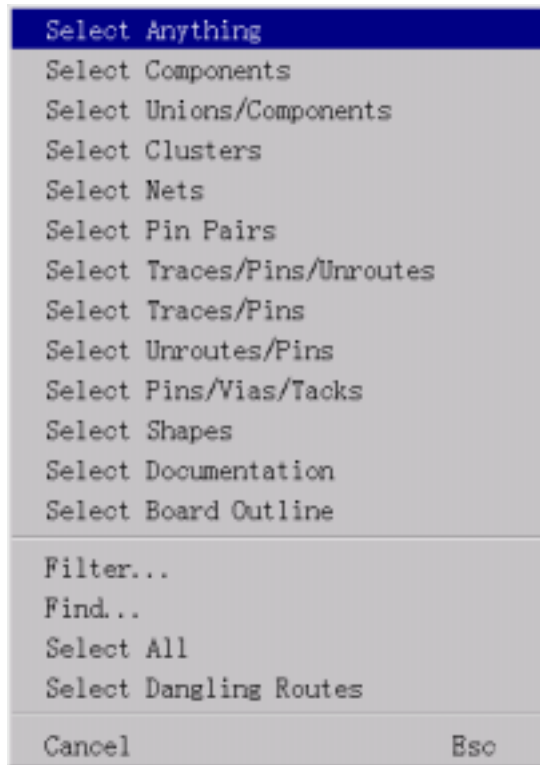 Select Anything
Select Components
Select Unions/Components
Select Clusters
Select Nets
Select Pin Pairs
Select Traces/Pins/Unroutes
Select Traces/Pins
Select Unroutes/Pins
Select Pins/Vias/Tacks
Select Shapes
Select Documentation
Select Board Outline
Filter...
Find...
Select All
Select Dangling Routes
Cancel Esc